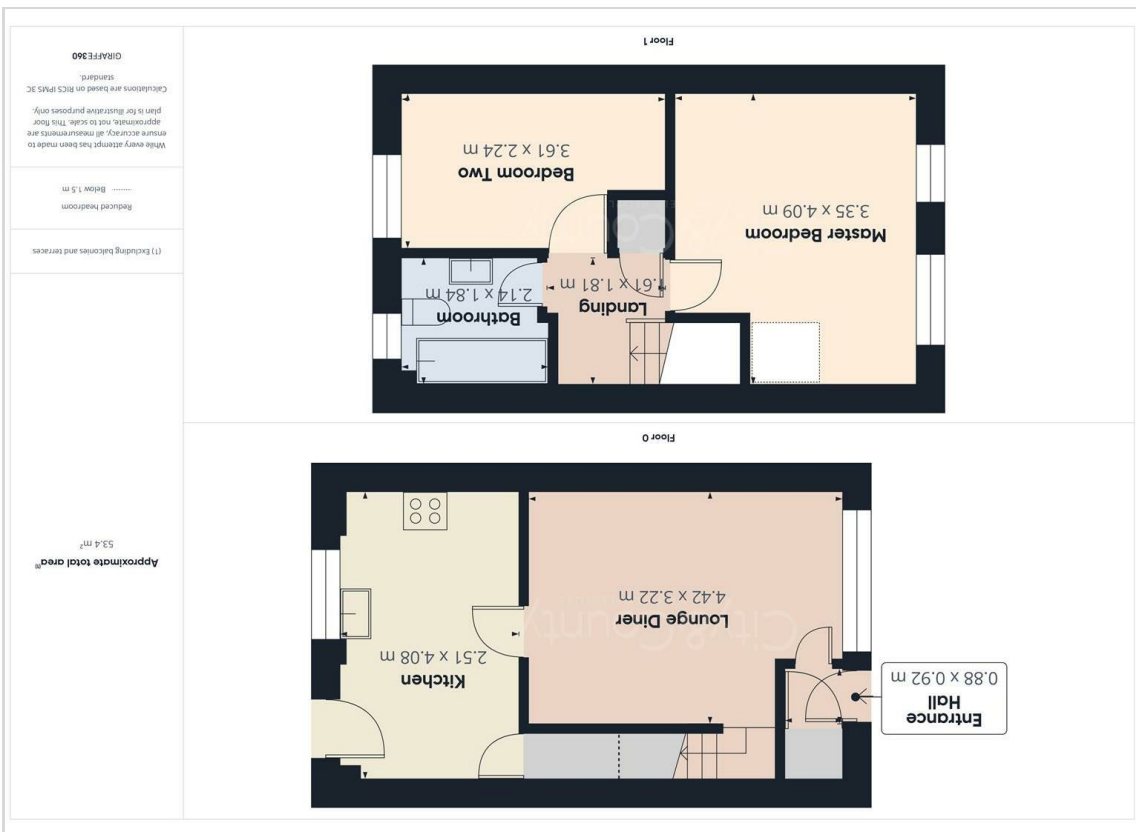 Entrance
Hall
0.88 x 0.92 m
Lounge Diner
4.42 x 3.22 m
Kitchen
2.51 x 4.08 m
City & County
Floor 0
Master Bedroom
3.35 x 4.09 m
Landing
1.61 x 1.81 m
Bathroom
2.14 x 1.84 m
Bedroom Two
3.61 x 2.24 m
Floor 1
Approximate total area⁽¹⁾
53.4 m²
(1) Excluding balconies and terraces
Reduced headroom
........ Below 1.5 m
While every attempt has been made to
ensure accuracy, all measurements are
approximate, not to scale. This floor
plan is for illustrative purposes only.
Calculations are based on RICS IPMS 3C
standard.
GIRAFFE360